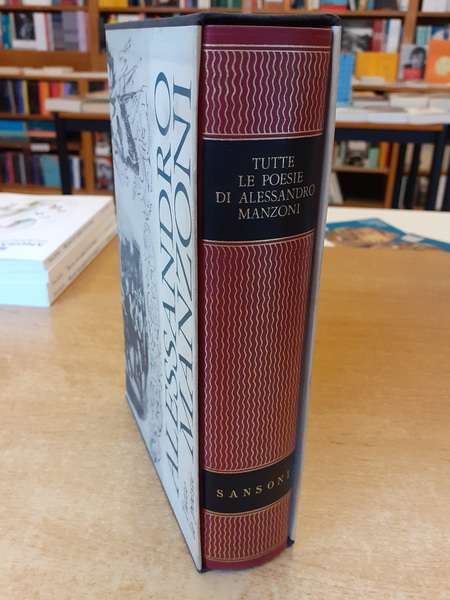 TUTTE
LE POESIE
DI ALESSANDRO
MANZONI
SANSONI
ALESSANDRO
MANZONI